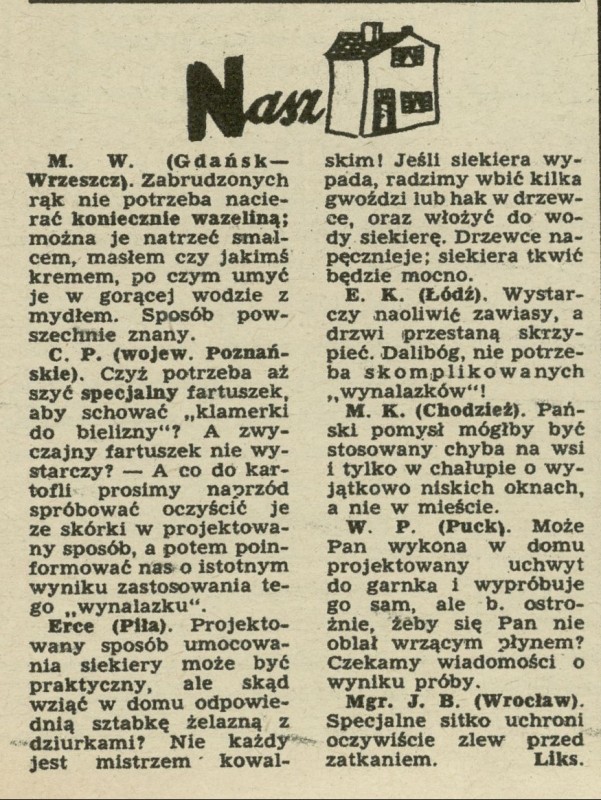 Nasz
M. W. (Gdańsk—
Wrzeszcz). Zabrudzonych
rąk nie potrzeba nacie-
rać koniecznie wazeliną;
można je natrzeć smal-
cem, masłem czy jakimś
kremem, po czym umyć
je w gorącej wodzie z
mydłem. Sposób pow-
szechnie znany.
C. P. (wojew. Poznań-
skie). Czyż potrzeba aż
szyć specjalny fartuszek,
aby schować „klamerki
do bielizny"? A zwy-
czajny fartuszek nie wy-
starczy? — A co do kar-
tofli prosimy naprzód
spróbować oczyścić je
ze skórki w projektowa-
ny sposób, a potem poin-
formować nas o istotnym
wyniku zastosowania te-
go „wynalazku".
Erce (Piła). Projekto-
wany sposób umocowa-
nia siekiery może być
praktyczny, ale skąd
wziąć w domu odpowie-
dnią sztabkę żelazną z
dziurkami? Nie każdy
jest mistrzem kowal-
skim! Jeśli siekiera wy-
pada, radzimy wbić kilka
gwoździ lub hak w drzew-
ce, oraz włożyć do wo-
dy siekierę. Drzewce na-
pęcznieje; siekiera tkwić
będzie mocno.
E. K. (Łódź). Wystar-
czy naoliwić zawiasy, a
drzwi przestaną skrzy-
pieć. Dalibóg, nie potrze-
ba skomplikowanych
„wynalazków"!
M. K. (Chodzież). Pań-
ski pomysł mógłby być
stosowany chyba na wsi
i tylko w chałupie o wy-
jątkowo niskich oknach,
a nie w mieście.
W. P. (Puck). Może
Pan wykona w domu
projektowany uchwyt
do garnka i wypróbuje
go sam, ale b. ostro-
żnie, żeby się Pan nie
oblał wrzącym płynem?
Czekamy wiadomości o
wyniku próby.
Mgr. J. B. (Wrocław).
Specjalne sitko uchroni
oczywiście zlew przed
zatkaniem. Liks.